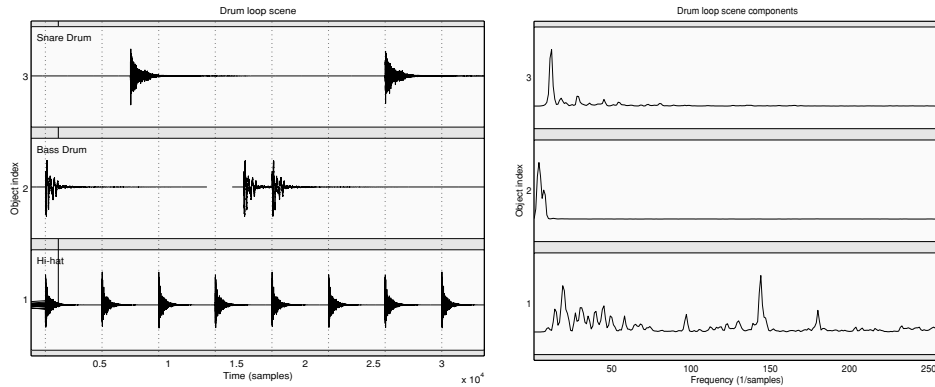 Drum loop scene
Snare Drum
3
Bass Drum
2
Hi-hat
1
Object index
0.5 1 1.5 2 2.5 3
Time (samples)
x 10^4
Drum loop scene components
3
2
1
Object index
50 100 150 200 250
Frequency (1/samples)